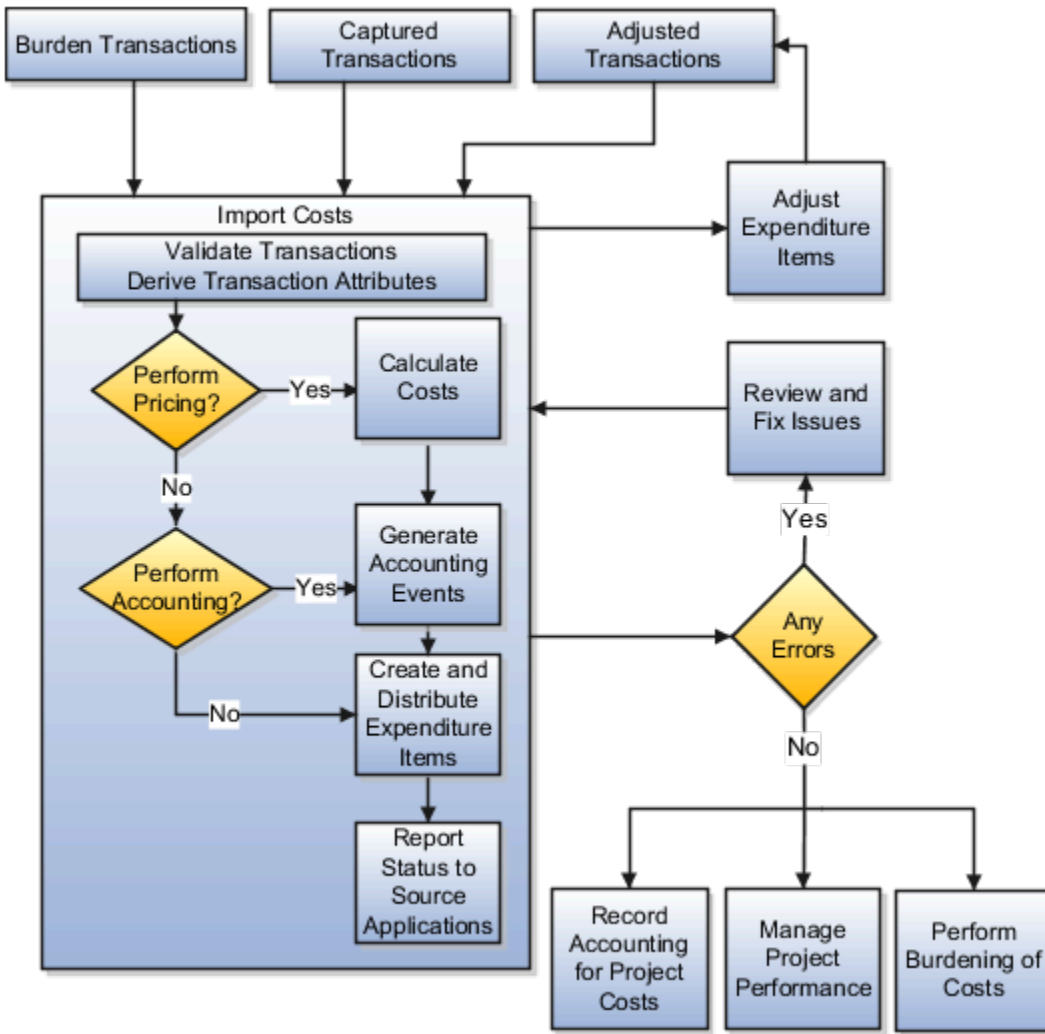 Burden Transactions
Captured
Transactions
Adjusted
Transactions
Import Costs
Validate Transactions
Derive Transaction Attributes
Adjust
Expenditure
Items
Perform
Pricing?
Yes
Calculate
Costs
Review and
Fix Issues
No
Yes
Perform
Accounting?
Yes
Generate
Accounting
Events
Any
Errors
No
Create and
Distribute
Expenditure
Items
No
Report
Status to
Source
Applications
Record
Accounting
for Project
Costs
Manage
Project
Performance
Perform
Burdening of
Costs